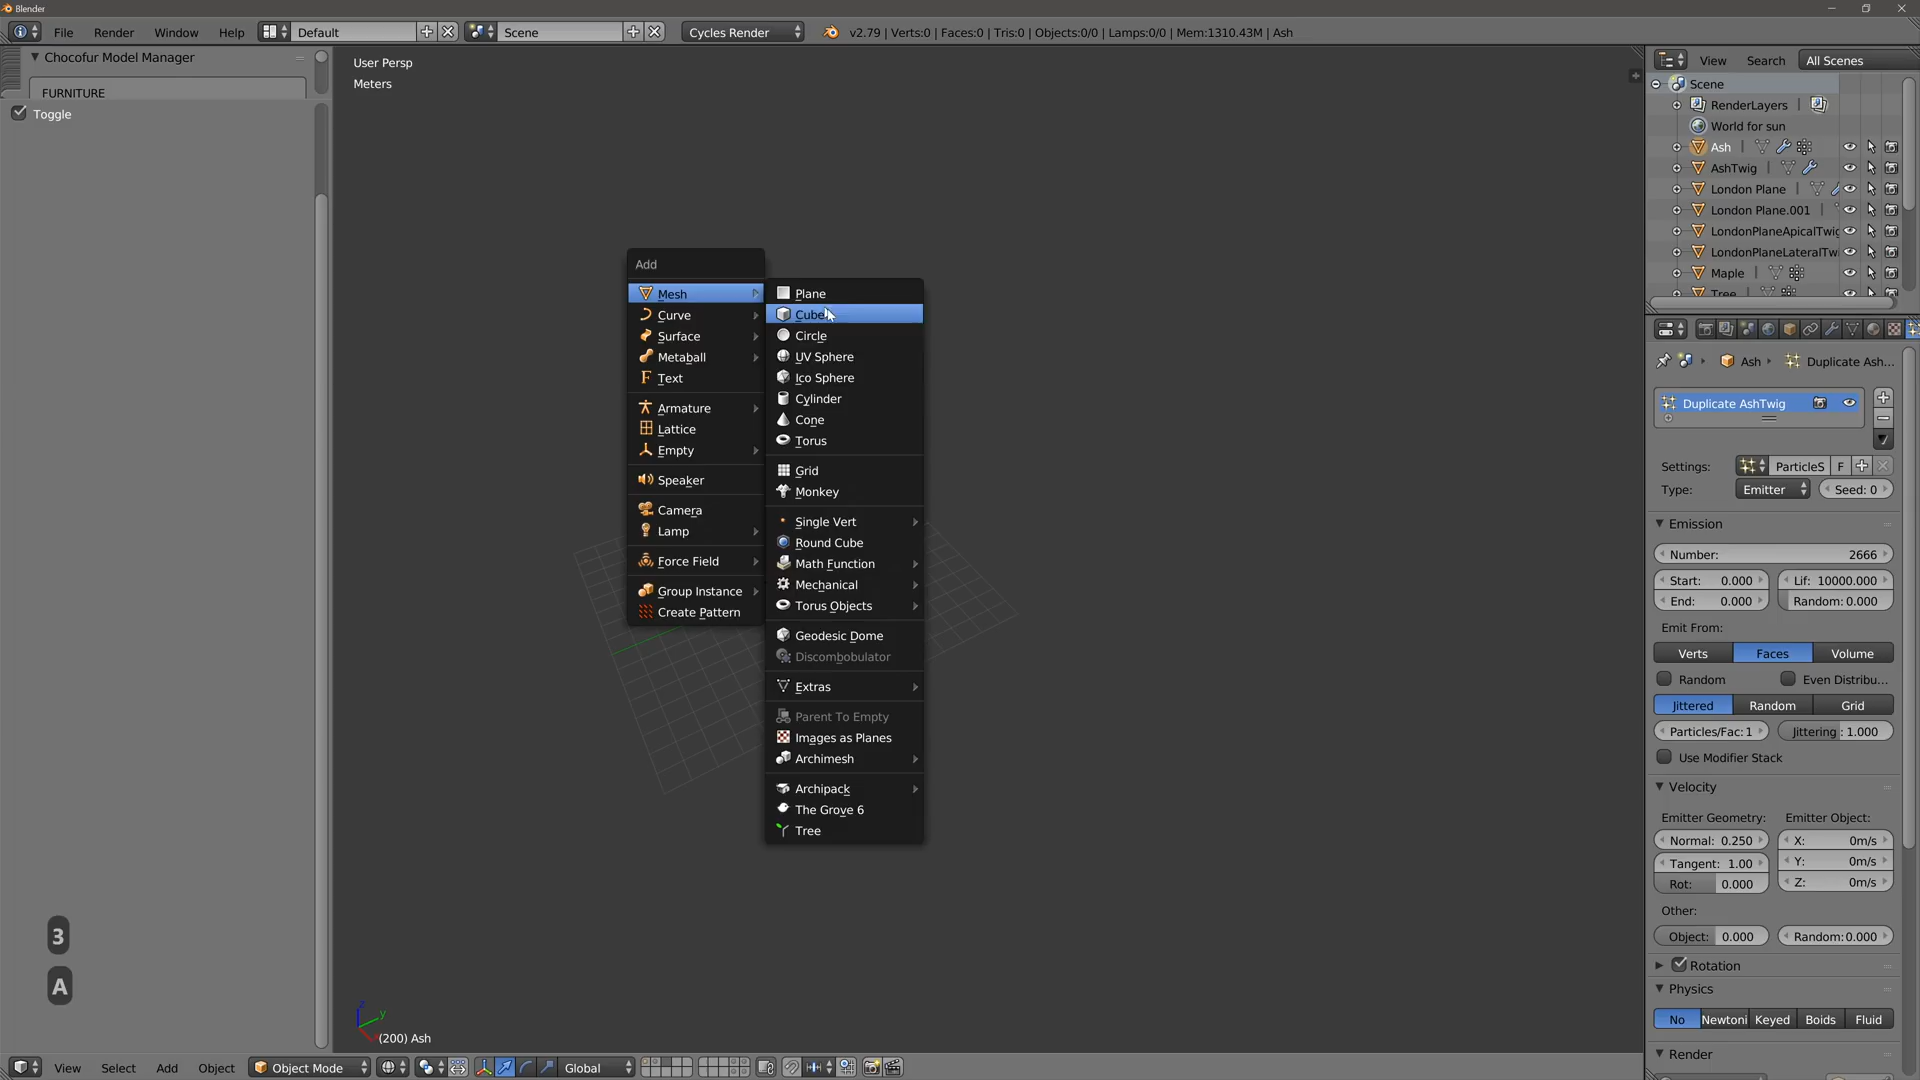 Blender
File Render Window Help Default Scene Cycles Render v2.79 | Verts:0 | Faces:0 | Tris:0 | Objects:0/0 | Lamps:0/0 | Mem:1310.43M | Ash
Chocofur Model Manager
FURNITURE
Toggle
User Persp
Meters
Add
Mesh
Curve
Surface
Metaball
Text
Armature
Lattice
Empty
Speaker
Camera
Lamp
Force Field
Group Instance
Create Pattern
Plane
Cube
Circle
UV Sphere
Ico Sphere
Cylinder
Cone
Torus
Grid
Monkey
Single Vert
Round Cube
Math Function
Mechanical
Torus Objects
Geodesic Dome
Discombobulator
Extras
Parent To Empty
Images as Planes
Archimesh
Archipack
The Grove 6
Tree
3
A
z
y
(200) Ash
View Select Add Object Object Mode Global
View Search All Scenes
Scene
RenderLayers
World for sun
Ash
AshTwig
London Plane
London Plane.001
LondonPlaneApicalTwig
LondonPlaneLateralTw
Maple
Tree
Ash Duplicate Ash...
Duplicate AshTwig
Settings: ParticleS F
Type: Emitter Seed: 0
Emission
Number: 2666
Start: 0.000 Lif: 10000.000
End: 0.000 Random: 0.000
Emit From:
Verts Faces Volume
Random Even Distribu...
Jittered Random Grid
Particles/Fac: 1 Jittering : 1.000
Use Modifier Stack
Velocity
Emitter Geometry: Emitter Object:
Normal: 0.250 X: 0m/s
Tangent: 1.00 Y: 0m/s
Rot: 0.000 Z: 0m/s
Other:
Object: 0.000 Random: 0.000
Rotation
Physics
No Newtoni Keyed Boids Fluid
Render